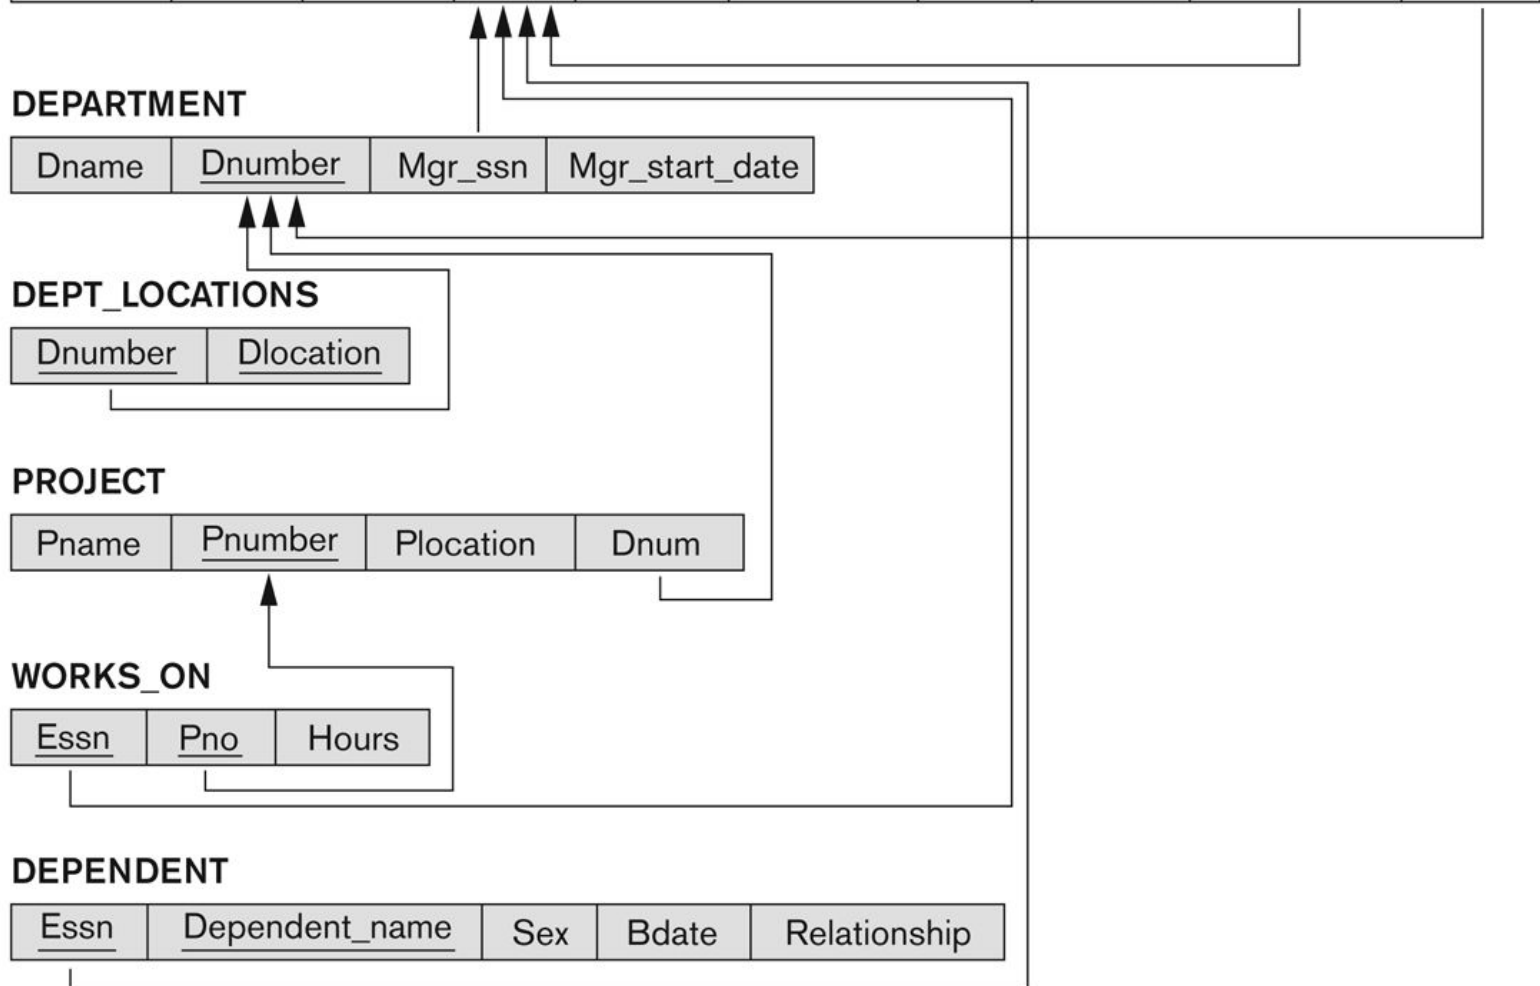 DEPARTMENT
Dname Dnumber Mgr_ssn Mgr_start_date
DEPT_LOCATIONS
Dnumber Dlocation
PROJECT
Pname Pnumber Plocation Dnum
WORKS_ON
Essn Pno Hours
DEPENDENT
Essn Dependent_name Sex Bdate Relationship